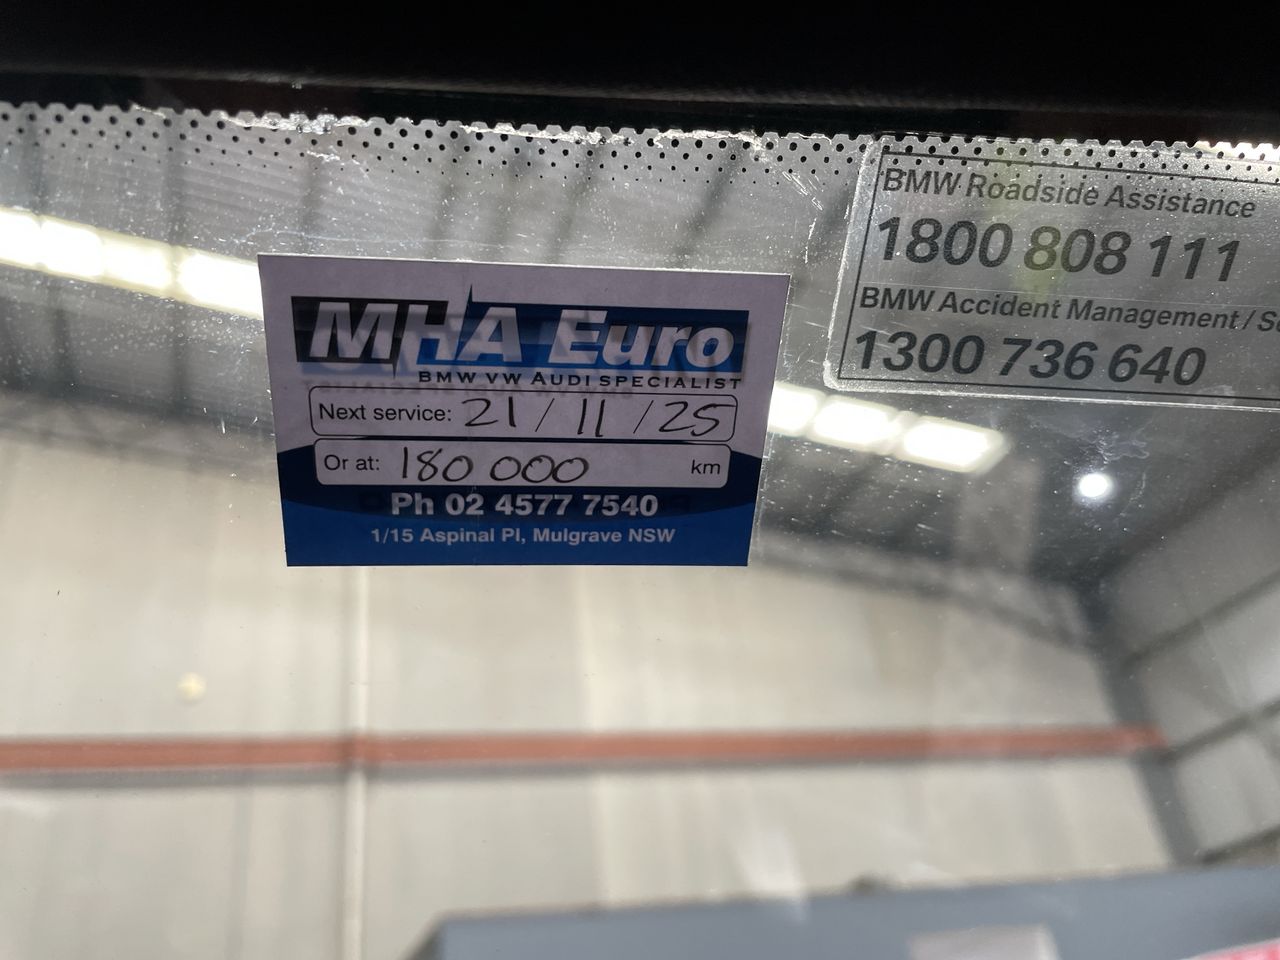 MHA Euro
BMW VW AUDI SPECIALIST
Next service: 21/11/25
Or at: 180 000 km
Ph 02 4577 7540
1/15 Aspinal Pl, Mulgrave NSW
BMW Roadside Assistance
1800 808 111
BMW Accident Management /
1300 736 640